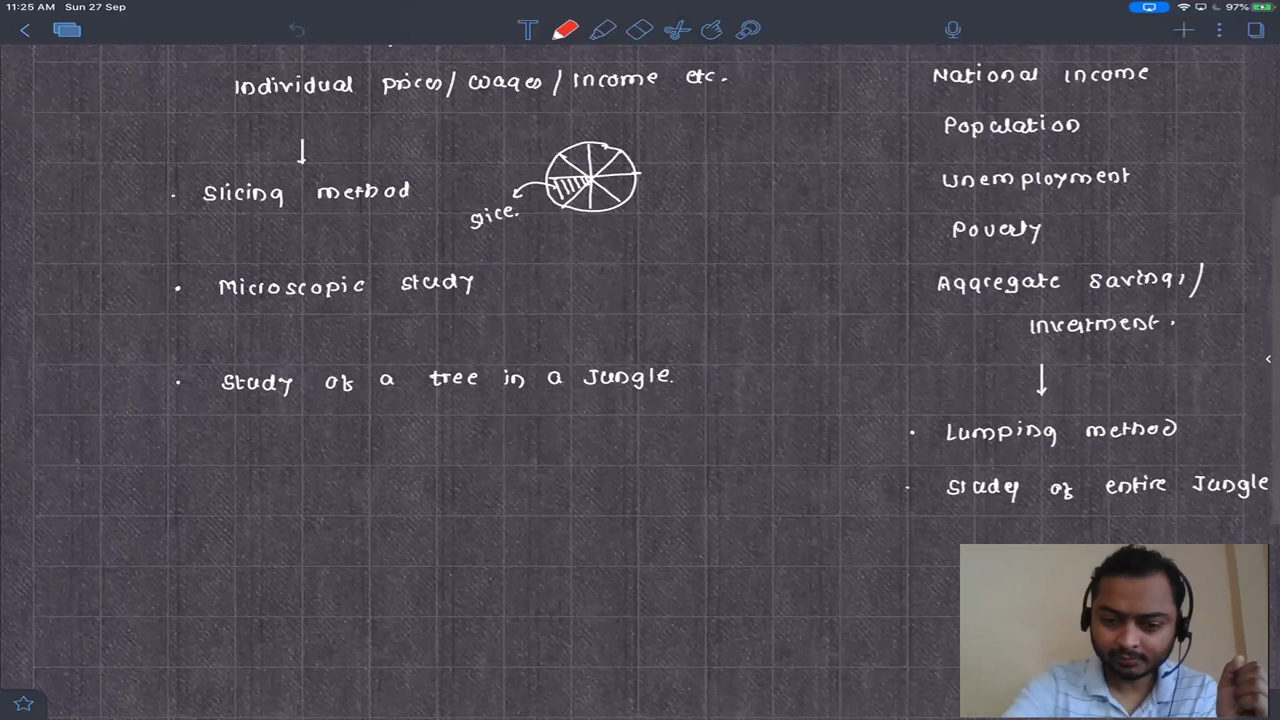 11:25 AM Sun 27 Sep
97%
T
Individual prices/ wages / Income etc.
. Slicing method
slice.
. Microscopic study
. Study of a tree in a Jungle.
National Income
Population
Unemployment
Poverty
Aggregate Savings/
Investment.
. Lumping method
. Study of entire Jungle